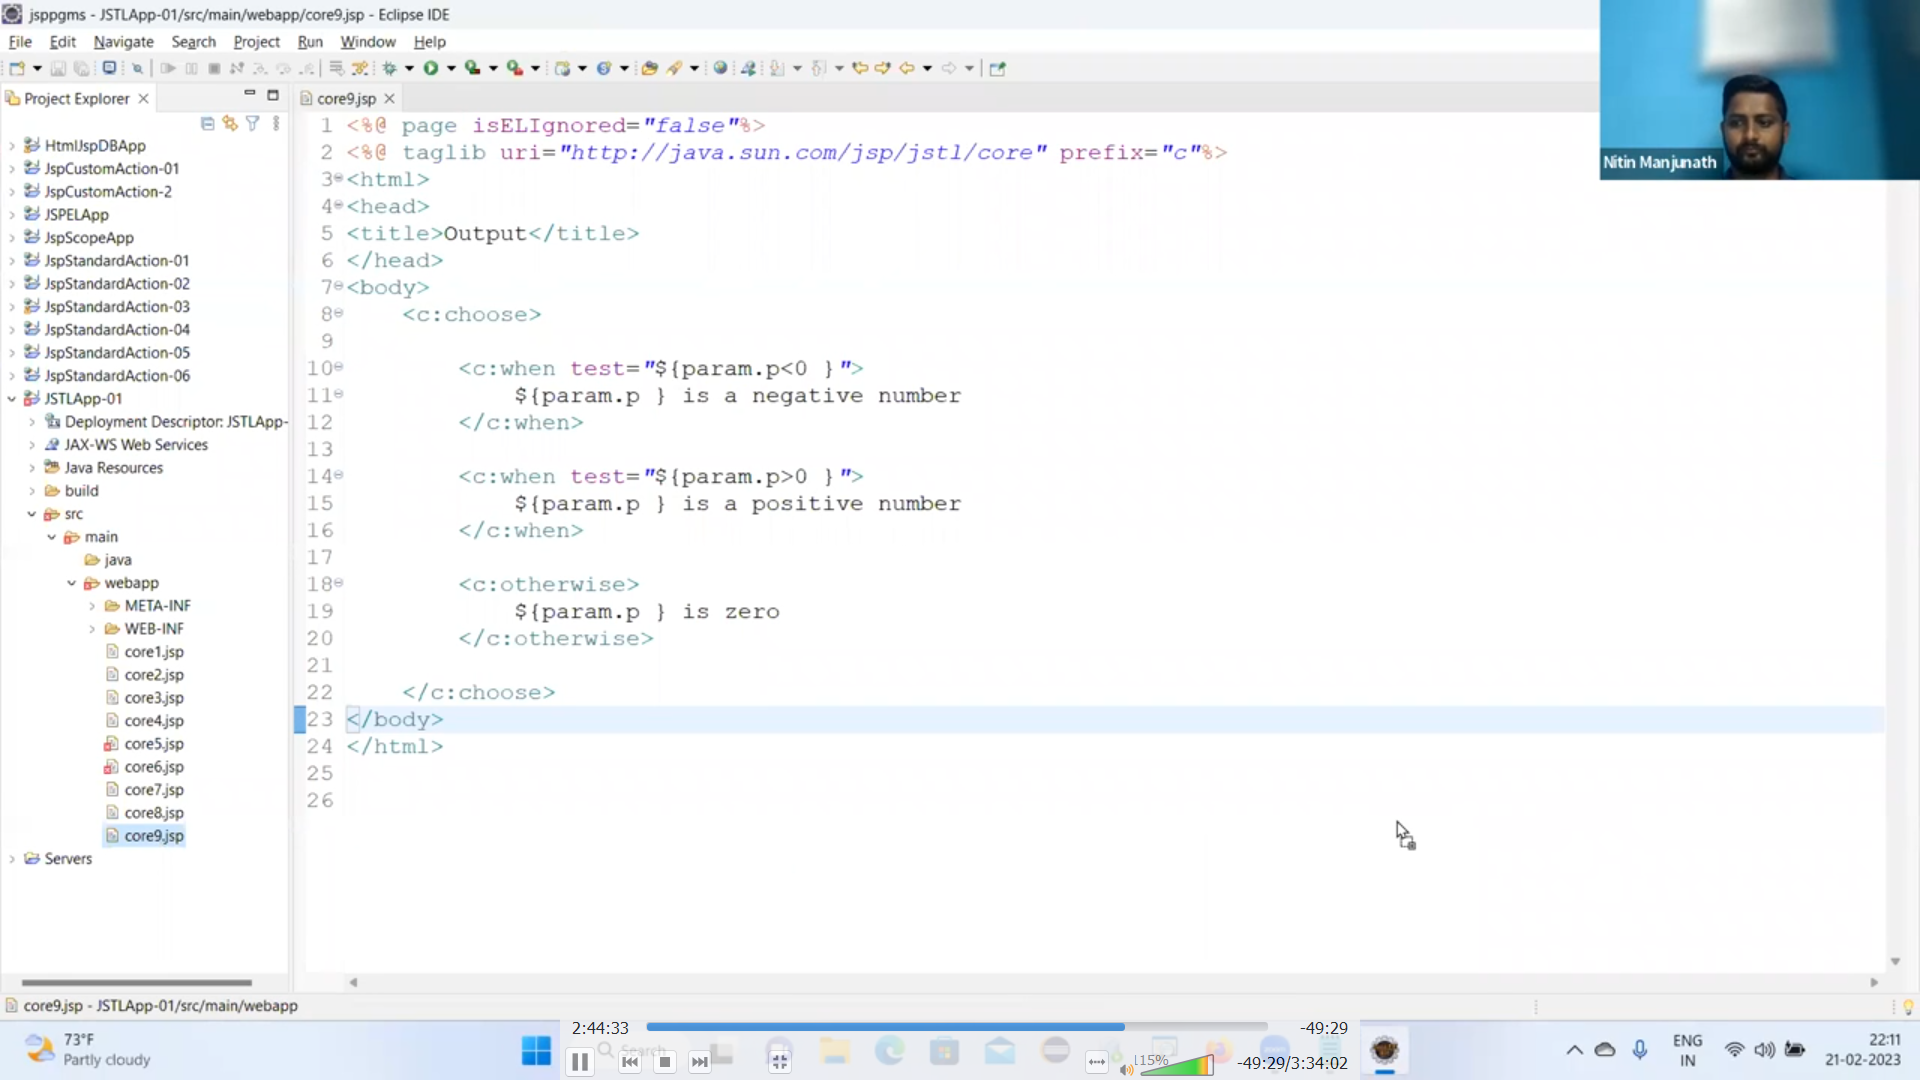 jsppgms - JSTLApp-01/src/main/webapp/core9.jsp - Eclipse IDE
File Edit Navigate Search Project Run Window Help
Project Explorer
HtmlJspDBApp
JspCustomAction-01
JspCustomAction-2
JSPELApp
JspScopeApp
JspStandardAction-01
JspStandardAction-02
JspStandardAction-03
JspStandardAction-04
JspStandardAction-05
JspStandardAction-06
JSTLApp-01
Deployment Descriptor: JSTLApp-
JAX-WS Web Services
Java Resources
build
src
main
java
webapp
META-INF
WEB-INF
core1.jsp
core2.jsp
core3.jsp
core4.jsp
core5.jsp
core6.jsp
core7.jsp
core8.jsp
core9.jsp
Servers
core9.jsp
1 <%@ page isELIgnored="false"%>
2 <%@ taglib uri="http://java.sun.com/jsp/jstl/core" prefix="c"%>
3 <html>
4 <head>
5 <title>Output</title>
6 </head>
7 <body>
8 <c:choose>
9
10 <c:when test="${param.p<0 }">
11 ${param.p } is a negative number
12 </c:when>
13
14 <c:when test="${param.p>0 }">
15 ${param.p } is a positive number
16 </c:when>
17
18 <c:otherwise>
19 ${param.p } is zero
20 </c:otherwise>
21
22 </c:choose>
23 </body>
24 </html>
25
26
Nitin Manjunath
core9.jsp - JSTLApp-01/src/main/webapp
73°F
Partly cloudy
2:44:33
-49:29
Search
115%
-49:29/3:34:02
ENG
IN
22:11
21-02-2023